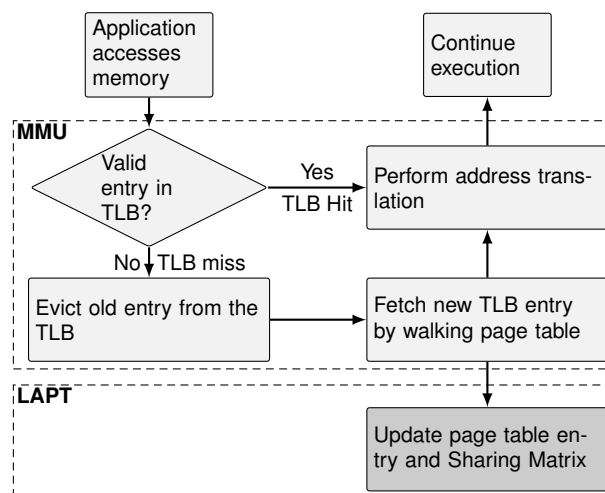 Application
accesses
memory
Continue
execution
MMU
Valid
entry in
TLB?
Yes
TLB Hit
Perform address trans-
lation
No TLB miss
Evict old entry from the
TLB
Fetch new TLB entry
by walking page table
LAPT
Update page table en-
try and Sharing Matrix